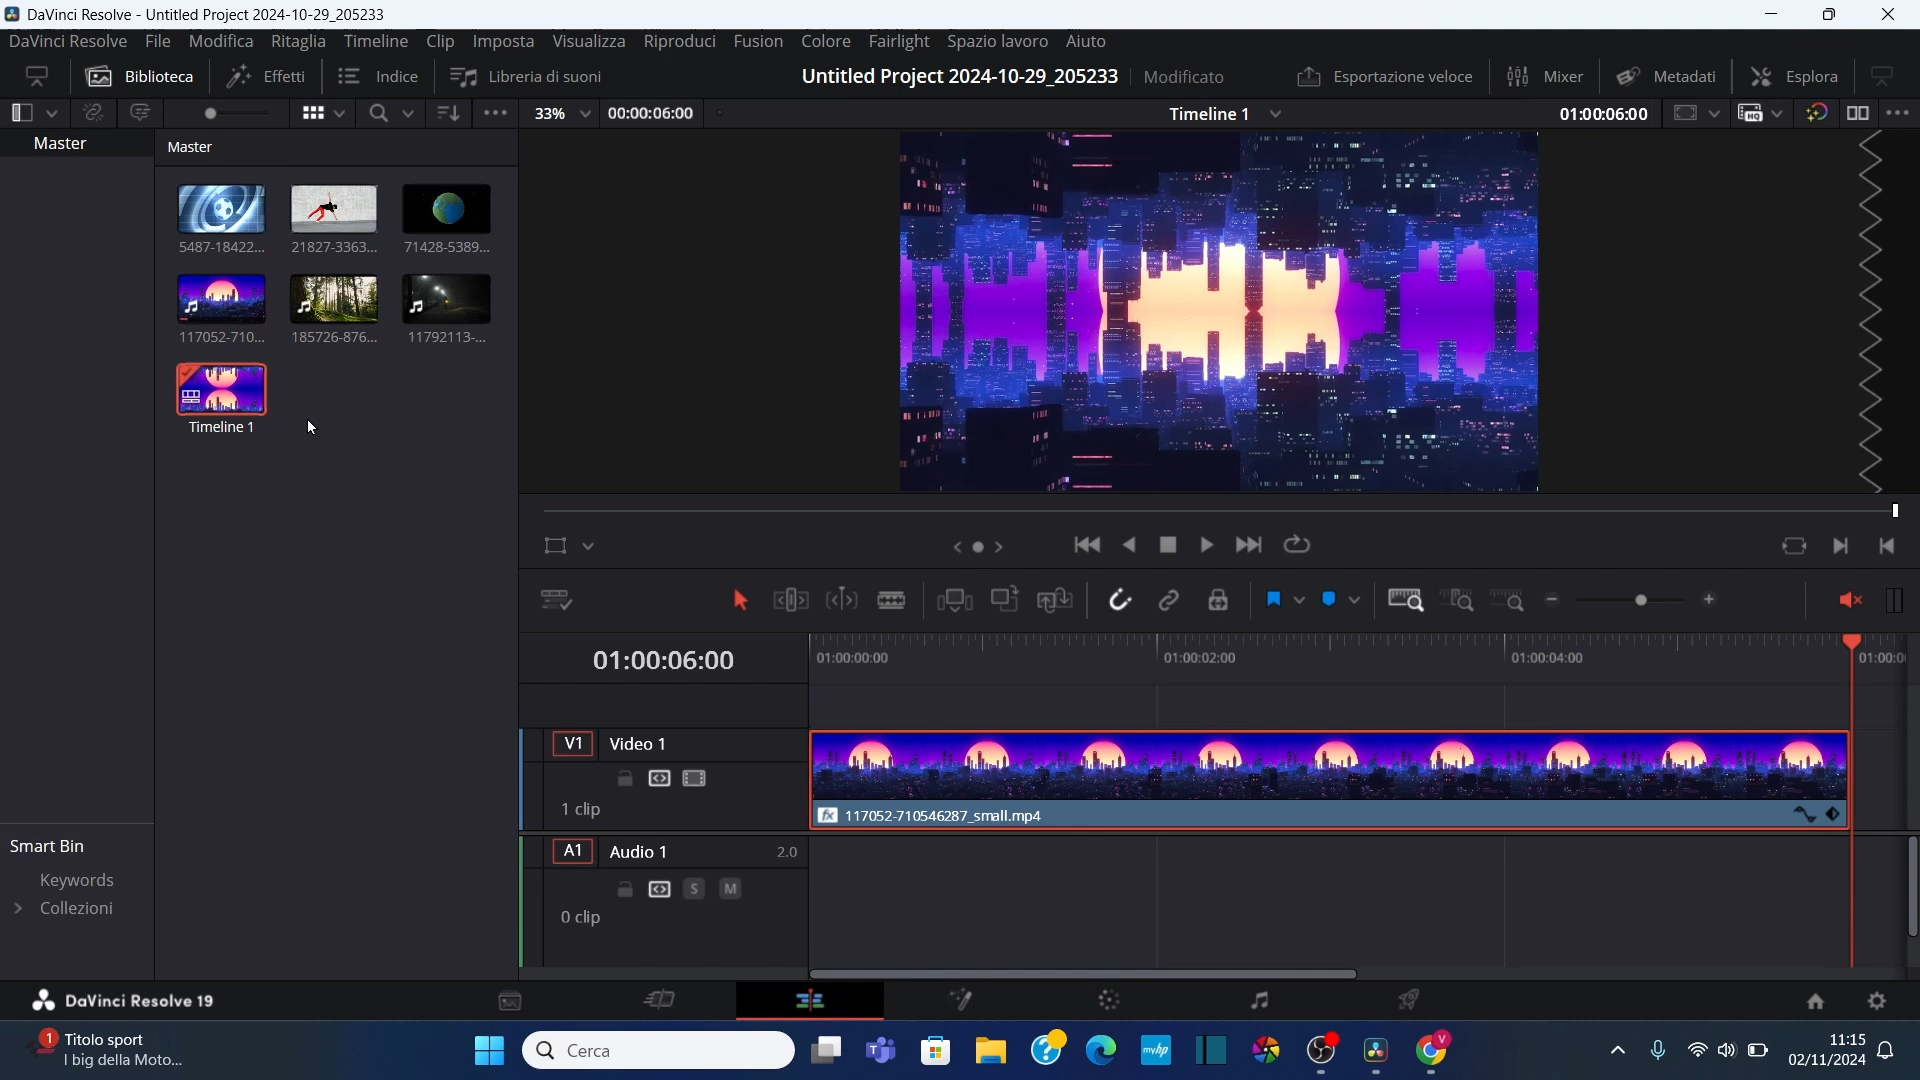 DaVinci Resolve - Untitled Project 2024-10-29_205233
DaVinci Resolve File Modifica Ritaglia Timeline Clip Imposta Visualizza Riproduci Fusion Colore Fairlight Spazio lavoro Aiuto
Biblioteca Effetti Indice Libreria di suoni Untitled Project 2024-10-29_205233 Modificato Esportazione veloce Mixer Metadati Esplora
33% 00:00:06:00 Timeline 1 01:00:06:00
Master
Master
5487-18422... 21827-3363... 71428-5389...
117052-710... 185726-876... 11792113-...
Timeline 1
01:00:06:00
01:00:00:00 01:00:02:00 01:00:04:00 01:00:0
V1 Video 1
1 clip
fx 117052-710546287_small.mp4
A1 Audio 1 2.0
S M
0 clip
Smart Bin
Keywords
Collezioni
DaVinci Resolve 19
1 Titolo sport
I big della Moto...
Cerca
myhp
V
11:15
02/11/2024